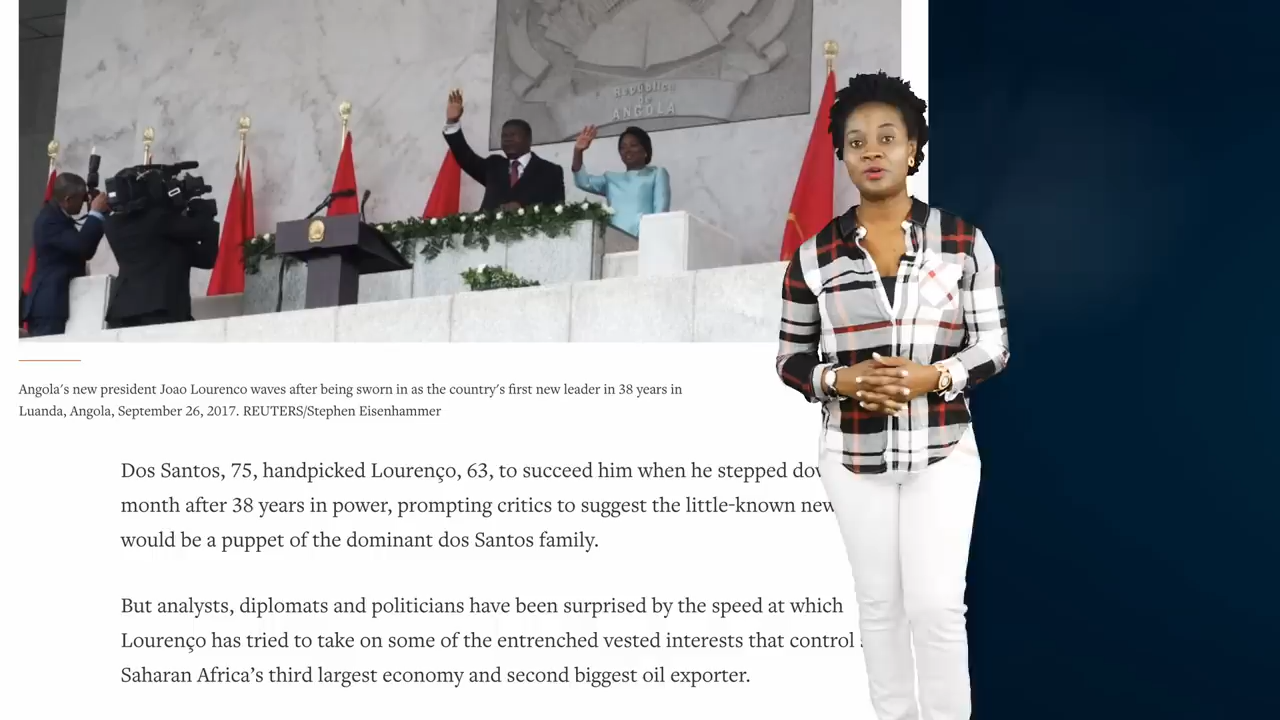 República
de
ANGOLA
Angola's new president Joao Lourenco waves after being sworn in as the country's first new leader in 38 years in
Luanda, Angola, September 26, 2017. REUTERS/Stephen Eisenhammer
Dos Santos, 75, handpicked Lourenço, 63, to succeed him when he stepped
month after 38 years in power, prompting critics to suggest the little-known new
would be a puppet of the dominant dos Santos family.
But analysts, diplomats and politicians have been surprised by the speed at which
Lourenço has tried to take on some of the entrenched vested interests that control
Saharan Africa's third largest economy and second biggest oil exporter.